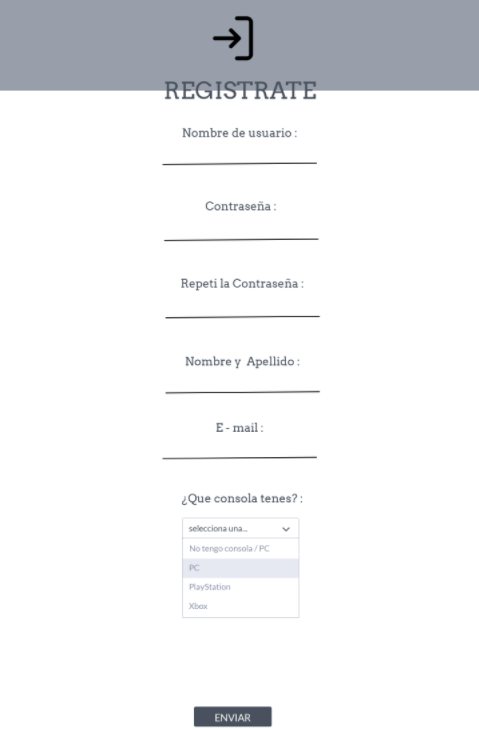 REGISTRATE
Nombre de usuario :
Contraseña :
Repeti la Contraseña :
Nombre y Apellido :
E - mail :
¿Que consola tenes? :
selecciona una...
No tengo consola / PC
PC
PlayStation
Xbox
ENVIAR